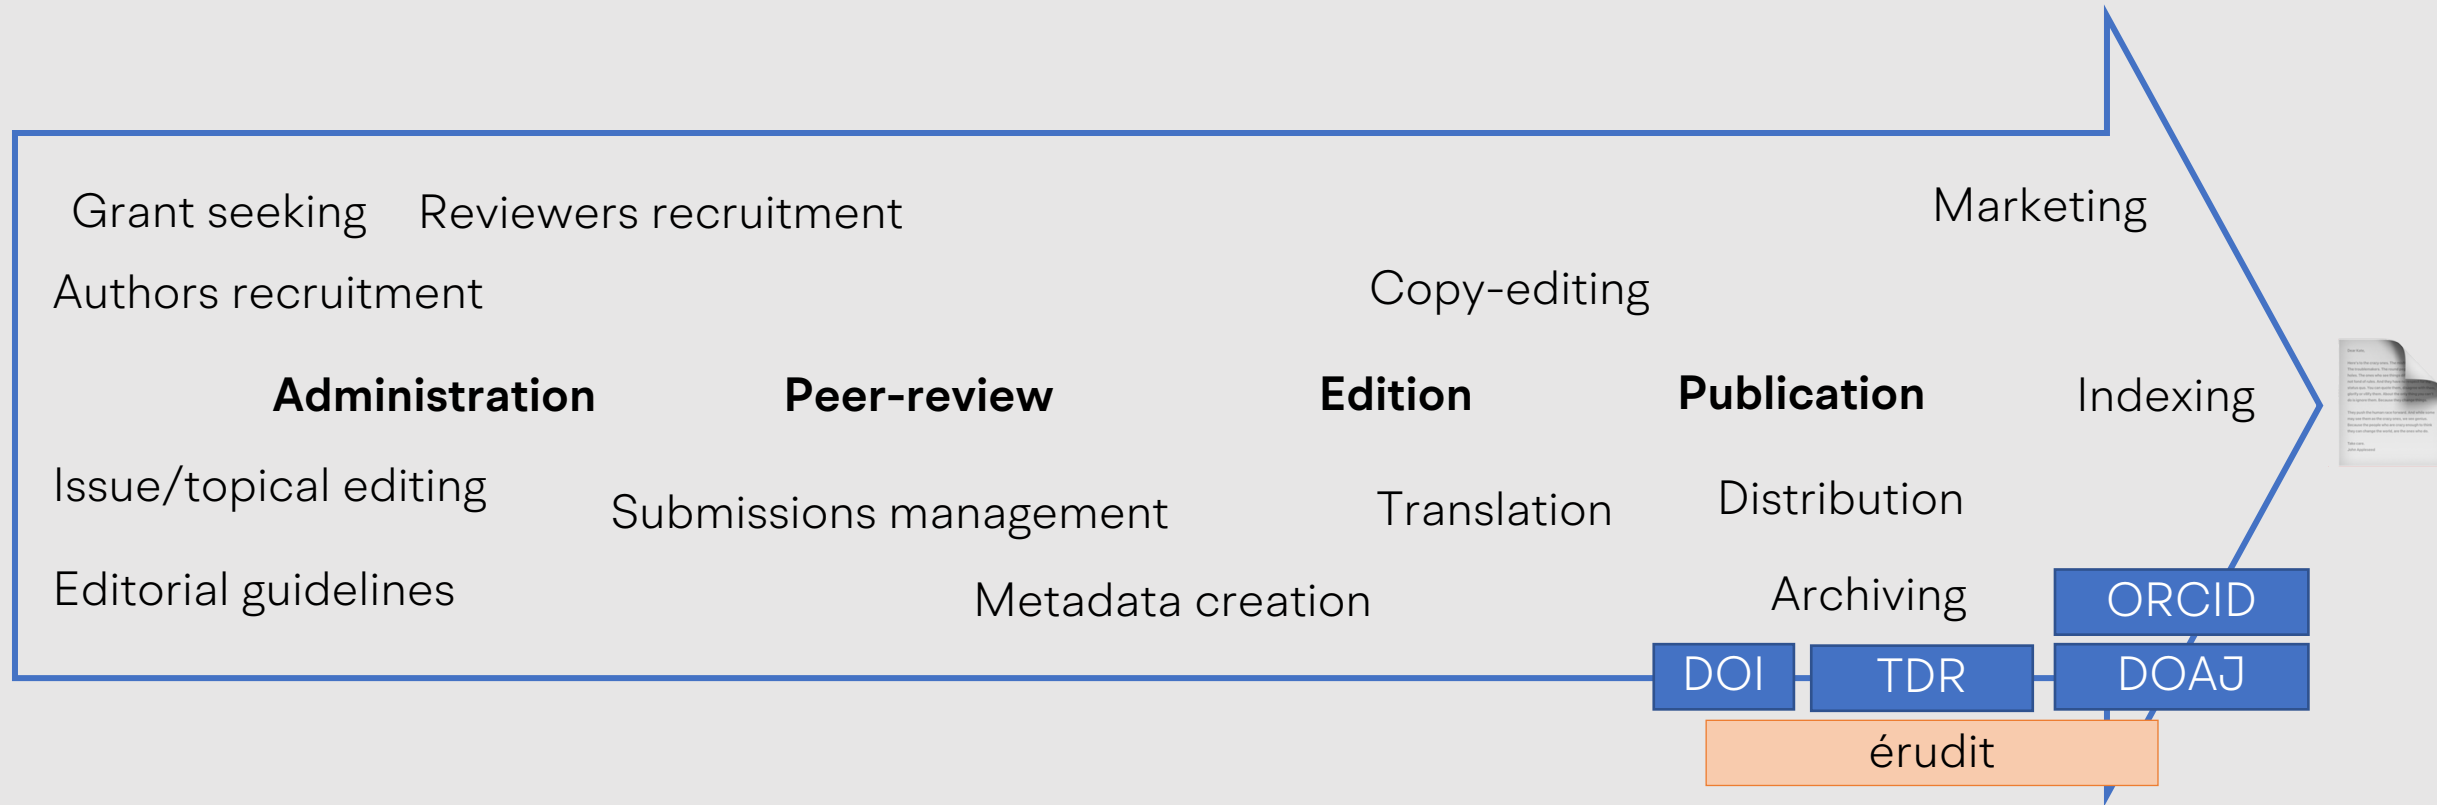 Grant seeking
Reviewers recruitment
Marketing
Authors recruitment
Copy-editing
Administration
Peer-review
Edition
Publication
Indexing
Issue/topical editing
Submissions management
Translation
Distribution
Editorial guidelines
Metadata creation
Archiving
ORCID
DOI
TDR
DOAJ
érudit